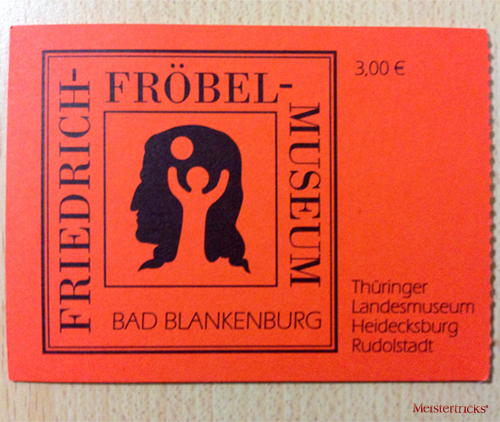 FRIEDRICH-
FRÖBEL-
MUSEUM
BAD BLANKENBURG
3,00 €
Thüringer
Landesmuseum
Heidecksburg
Rudolstadt
Meistertricks®